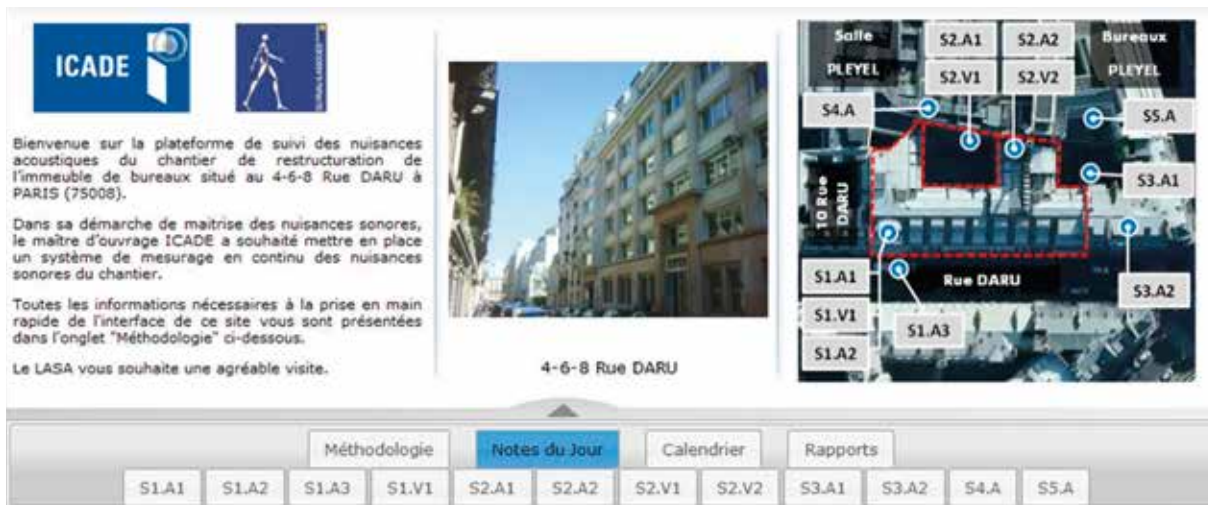 ICADE
Bienvenue sur la plateforme de suivi des nuisances
acoustiques du chantier de restructuration de
l'immeuble de bureaux situé au 4-6-8 Rue DARU à
PARIS (75008).
Dans sa démarche de maitrise des nuisances sonores,
le maître d'ouvrage ICADE a souhaité mettre en place
un système de mesurage en continu des nuisances
sonores du chantier.
Toutes les informations nécessaires à la prise en main
rapide de l'interface de ce site vous sont présentées
dans l'onglet "Méthodologie" ci-dessous.
Le LASA vous souhaite une agréable visite.
4-6-8 Rue DARU
Salle
PLEYEL
S2.A1
S2.A2
Bureaux
PLEYEL
S2.V1
S2.V2
S4.A
S5.A
S3.A1
10 Rue
DARU
S1.A1
Rue DARU
S3.A2
S1.V1
S1.A3
S1.A2
Méthodologie
Notes du Jour
Calendrier
Rapports
S1.A1
S1.A2
S1.A3
S1.V1
S2.A1
S2.A2
S2.V1
S2.V2
S3.A1
S3.A2
S4.A
S5.A